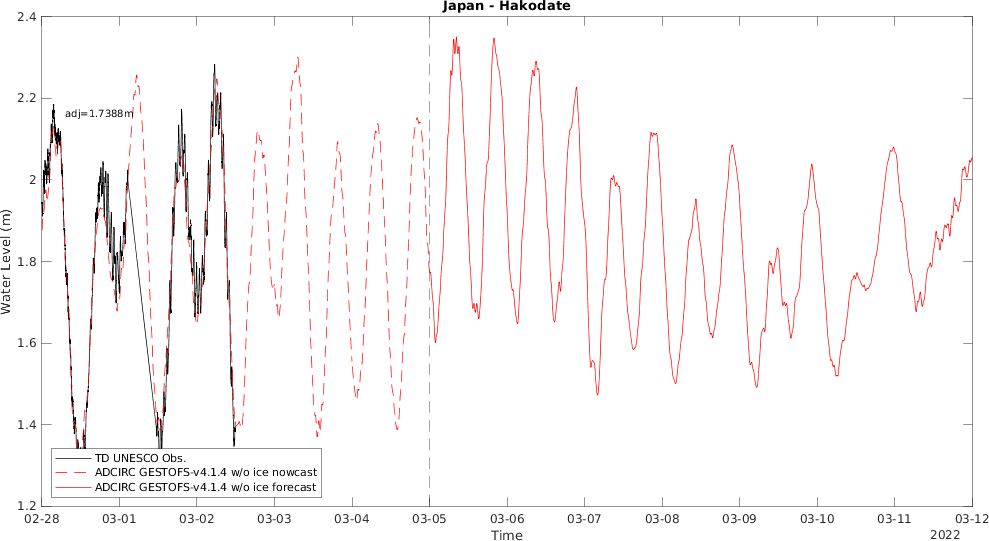 Japan - Hakodate
2.4
2.2
2
1.8
1.6
1.4
1.2
Water Level (m)
adj=1.7388m
TD UNESCO Obs.
ADCIRC GESTOFS-v4.1.4 w/o ice nowcast
ADCIRC GESTOFS-v4.1.4 w/o ice forecast
02-28 03-01 03-02 03-03 03-04 03-05 03-06 03-07 03-08 03-09 03-10 03-11 03-12
Time
2022